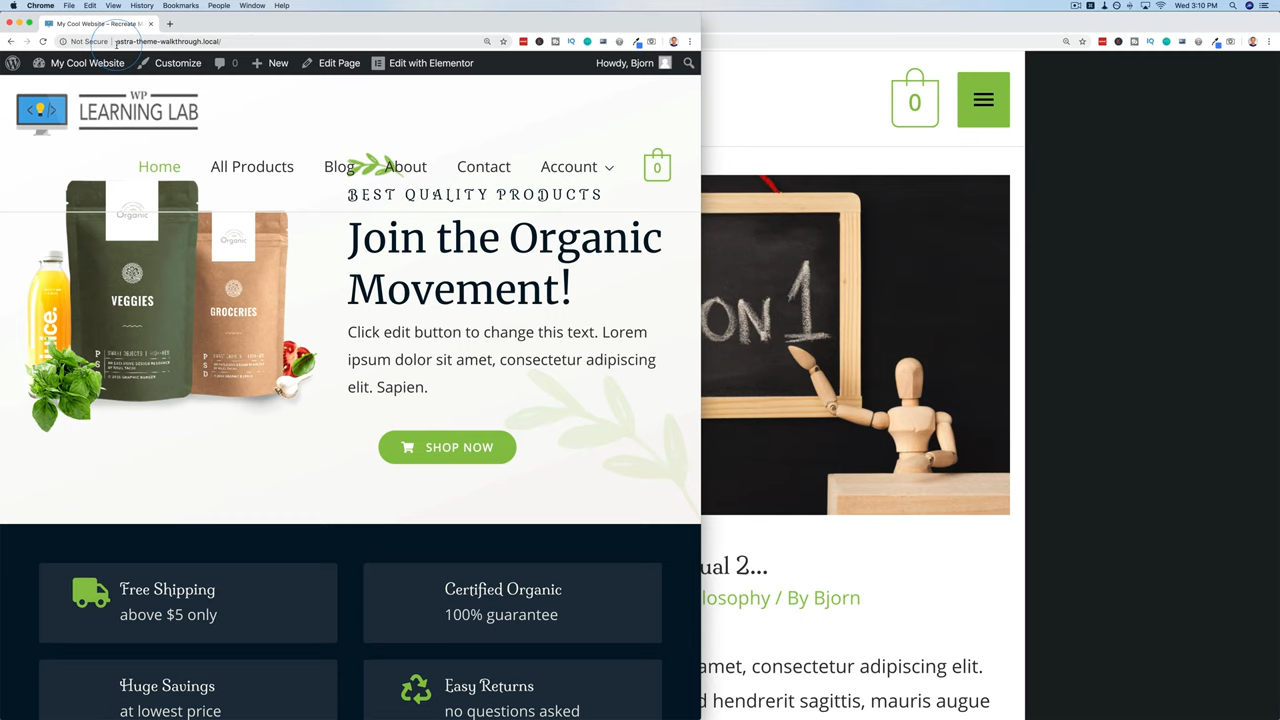 Chrome File Edit View History Bookmarks People Window Help
Wed 3:10 PM
My Cool Website – Recreate M
Not Secure | astra-theme-walkthrough.local/
My Cool Website Customize 0 New Edit Page Edit with Elementor Howdy, Bjorn
WP
LEARNING LAB
0
Home All Products Blog About Contact Account 0
BEST QUALITY PRODUCTS
Join the Organic
Movement!
Click edit button to change this text. Lorem
ipsum dolor sit amet, consectetur adipiscing
elit. Sapien.
SHOP NOW
Organic
Organic
VEGGIES
GROCERIES
juice.
ON 1
Free Shipping
above $5 only
Certified Organic
100% guarantee
Huge Savings
at lowest price
Easy Returns
no questions asked
ual 2...
losophy / By Bjorn
amet, consectetur adipiscing elit.
d hendrerit sagittis, mauris augue